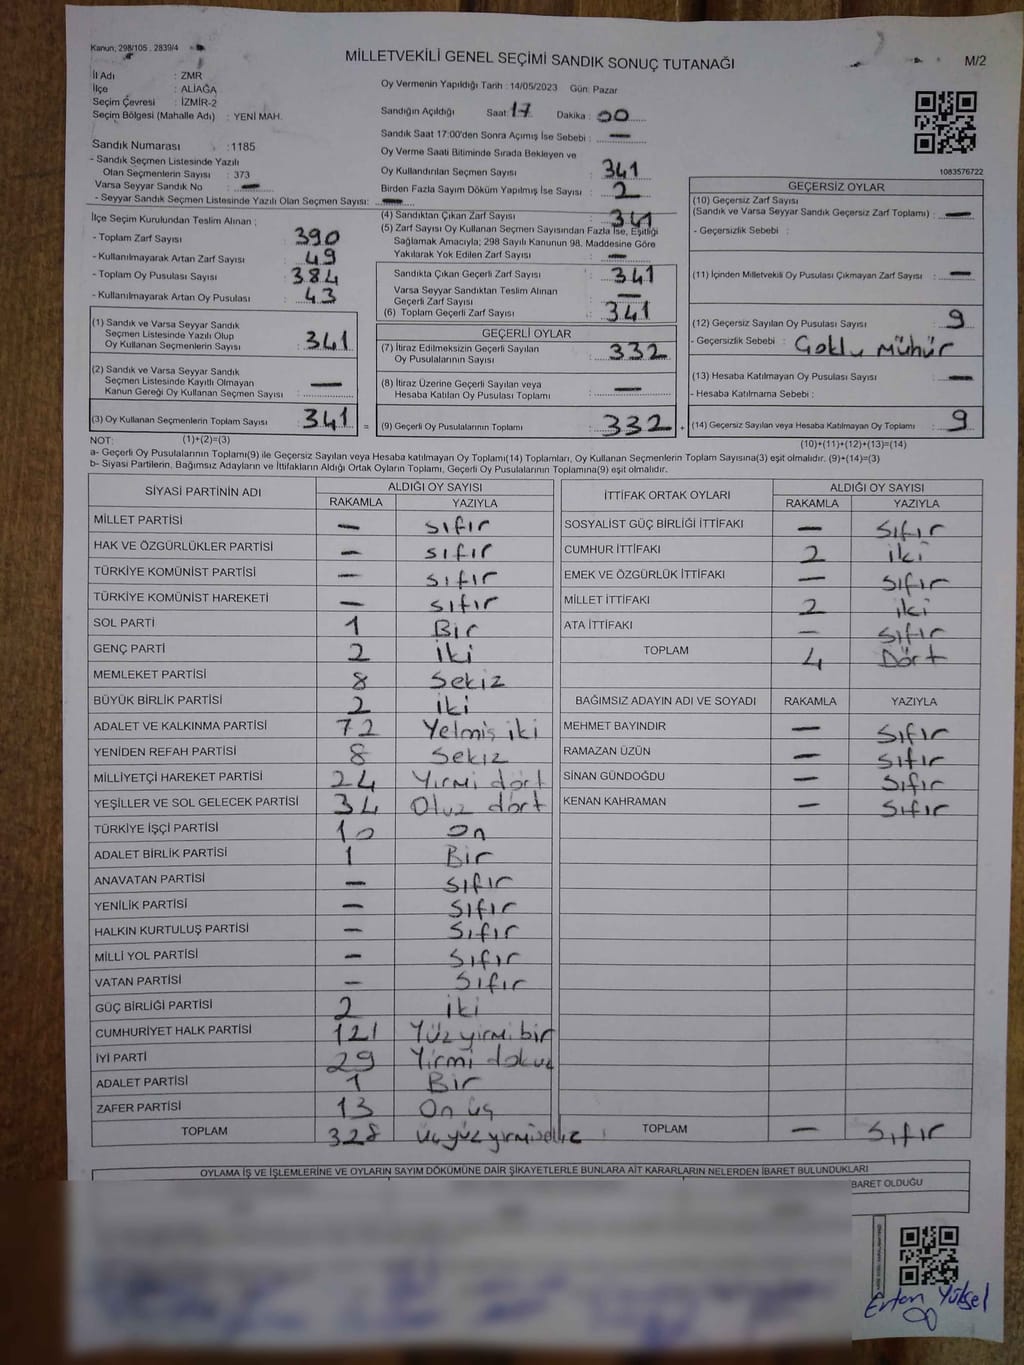 Kanun, 298/105 . 2839/4
MİLLETVEKİLİ GENEL SEÇİMİ SANDIK SONUÇ TUTANAĞI
M/2
İl Adı : ZMR
İlçe : ALİAĞA
Seçim Çevresi : İZMİR-2
Seçim Bölgesi (Mahalle Adı) : YENİ MAH.
Sandık Numarası : 1185
- Sandık Seçmen Listesinde Yazılı
Olan Seçmenlerin Sayısı : 373
Varsa Seyyar Sandık No —
- Seyyar Sandık Seçmen Listesinde Yazılı Olan Seçmen Sayısı: —
Oy Vermenin Yapıldığı Tarih : 14/05/2023 Gün: Pazar
Sandığın Açıldığı Saat: 17 Dakika : 00
Sandık Saat 17:00'den Sonra Açımış İse Sebebi : —
Oy Verme Saati Bitiminde Sırada Bekleyen ve
Oy Kullandırılan Seçmen Sayısı : 341
Birden Fazla Sayım Döküm Yapılmış İse Sayısı : 2
1083576722
İlçe Seçim Kurulundan Teslim Alınan ;
- Toplam Zarf Sayısı : 390
- Kullanılmayarak Artan Zarf Sayısı : 49
- Toplam Oy Pusulası Sayısı : 384
- Kullanılmayarak Artan Oy Pusulası : 43
(4) Sandıktan Çıkan Zarf Sayısı : 341
(5) Zarf Sayısı Oy Kullanan Seçmen Sayısından Fazla İse, Eşitliği
Sağlamak Amacıyla; 298 Sayılı Kanunun 98. Maddesine Göre
Yakılarak Yok Edilen Zarf Sayısı : —
Sandıkta Çıkan Geçerli Zarf Sayısı : 341
Varsa Seyyar Sandıktan Teslim Alınan
Geçerli Zarf Sayısı : —
(6) Toplam Geçerli Zarf Sayısı : 341
GEÇERSİZ OYLAR
(10) Geçersiz Zarf Sayısı
(Sandık ve Varsa Seyyar Sandık Geçersiz Zarf Toplamı) : —
- Geçersizlik Sebebi :
(11) İçinden Milletvekili Oy Pusulası Çıkmayan Zarf Sayısı : —
(12) Geçersiz Sayılan Oy Pusulası Sayısı : 9
- Geçersizlik Sebebi : Çoklu mühür
(13) Hesaba Katılmayan Oy Pusulası Sayısı : —
- Hesaba Katılmama Sebebi :
(1) Sandık ve Varsa Seyyar Sandık
Seçmen Listesinde Yazılı Olup
Oy Kullanan Seçmenlerin Sayısı : 341
(2) Sandık ve Varsa Seyyar Sandık
Seçmen Listesinde Kayıtlı Olmayan
Kanun Gereği Oy Kullanan Seçmen Sayısı : —
GEÇERLİ OYLAR
(7) İtiraz Edilmeksizin Geçerli Sayılan
Oy Pusulalarının Sayısı : 332
(8) İtiraz Üzerine Geçerli Sayılan veya
Hesaba Katılan Oy Pusulası Toplamı : —
(3) Oy Kullanan Seçmenlerin Toplam Sayısı : 341 =
(9) Geçerli Oy Pusulalarının Toplamı : 332 +
(14) Geçersiz Sayılan veya Hesaba Katılmayan Oy Toplamı : 9
NOT: (1)+(2)=(3) (10)+(11)+(12)+(13)=(14)
a- Geçerli Oy Pusulalarının Toplamı(9) ile Geçersiz Sayılan veya Hesaba katılmayan Oy Toplamı(14) Toplamları, Oy Kullanan Seçmenlerin Toplam Sayısına(3) eşit olmalıdır. (9)+(14)=(3)
b- Siyasi Partilerin, Bağımsız Adayların ve İttifakların Aldığı Ortak Oyların Toplamı, Geçerli Oy Pusulalarının Toplamına(9) eşit olmalıdır.
SİYASİ PARTİNİN ADI ALDIĞI OY SAYISI
RAKAMLA YAZIYLA
MİLLET PARTİSİ — sıfır
HAK VE ÖZGÜRLÜKLER PARTİSİ — sıfır
TÜRKİYE KOMÜNİST PARTİSİ — sıfır
TÜRKİYE KOMÜNİST HAREKETİ — sıfır
SOL PARTİ 1 Bir
GENÇ PARTİ 2 İki
MEMLEKET PARTİSİ 8 Sekiz
BÜYÜK BİRLİK PARTİSİ 2 İki
ADALET VE KALKINMA PARTİSİ 72 Yelmiş iki
YENİDEN REFAH PARTİSİ 8 Sekiz
MİLLİYETÇİ HAREKET PARTİSİ 24 Yirmi dört
YEŞİLLER VE SOL GELECEK PARTİSİ 34 Otuz dört
TÜRKİYE İŞÇİ PARTİSİ 10 On
ADALET BİRLİK PARTİSİ 1 Bir
ANAVATAN PARTİSİ — Sıfır
YENİLİK PARTİSİ — Sıfır
HALKIN KURTULUŞ PARTİSİ — Sıfır
MİLLİ YOL PARTİSİ — Sıfır
VATAN PARTİSİ — Sıfır
GÜÇ BİRLİĞİ PARTİSİ 2 İki
CUMHURİYET HALK PARTİSİ 121 Yüz yirmi bir
İYİ PARTİ 29 Yirmi dokuz
ADALET PARTİSİ 1 Bir
ZAFER PARTİSİ 13 On üç
TOPLAM 328 üçyüzyirmisekiz
İTTİFAK ORTAK OYLARI ALDIĞI OY SAYISI
RAKAMLA YAZIYLA
SOSYALİST GÜÇ BİRLİĞİ İTTİFAKI — Sıfır
CUMHUR İTTİFAKI 2 iki
EMEK VE ÖZGÜRLÜK İTTİFAKI — Sıfır
MİLLET İTTİFAKI 2 iki
ATA İTTİFAKI — Sıfır
TOPLAM 4 Dört
BAĞIMSIZ ADAYIN ADI VE SOYADI RAKAMLA YAZIYLA
MEHMET BAYINDIR — Sıfır
RAMAZAN ÜZÜN — Sıfır
SİNAN GÜNDOĞDU — Sıfır
KENAN KAHRAMAN — Sıfır
TOPLAM — Sıfır
OYLAMA İŞ VE İŞLEMLERİNE VE OYLARIN SAYIM DÖKÜMÜNE DAİR ŞİKAYETLERLE BUNLARA AİT KARARLARIN NELERDEN İBARET BULUNDUKLARI
BARET OLDUĞU
Ertan Yüksel